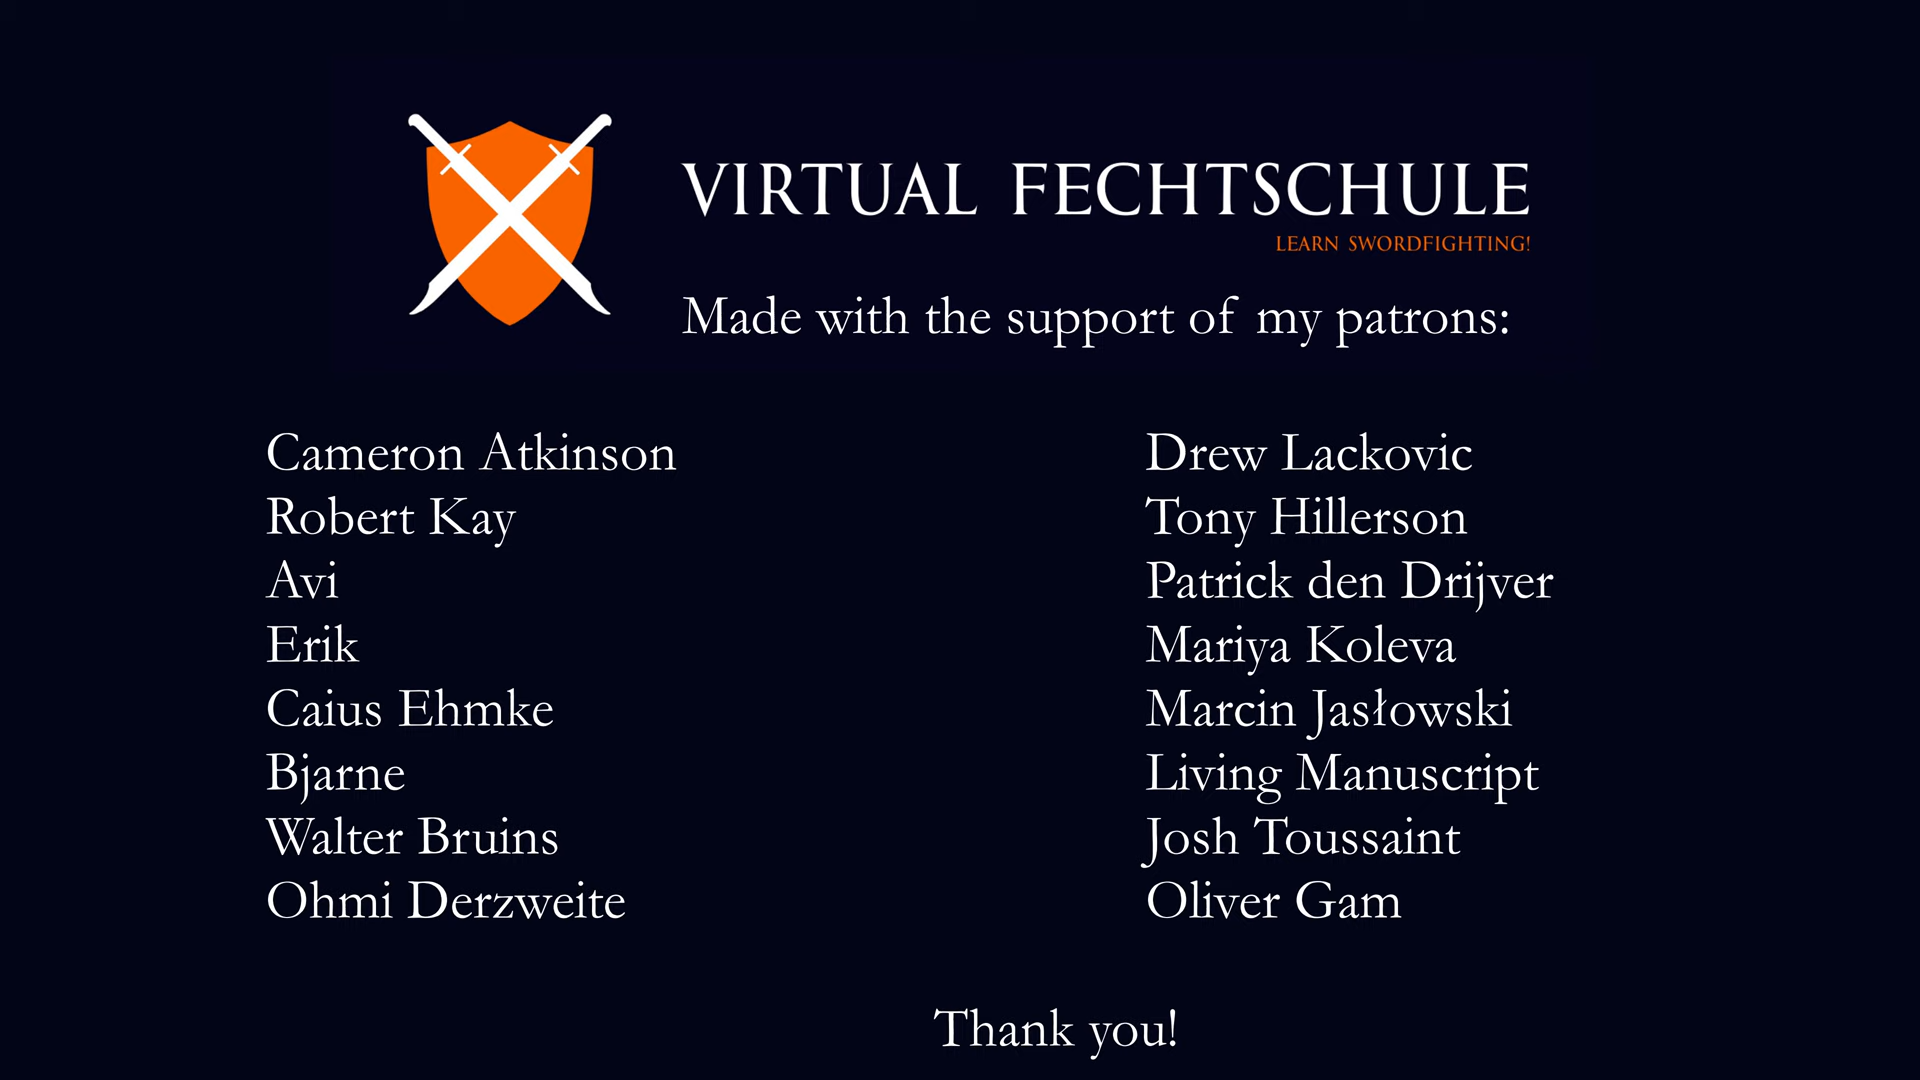 VIRTUAL FECHTSCHULE
LEARN SWORDFIGHTING!
Made with the support of my patrons:
Cameron Atkinson
Robert Kay
Avi
Erik
Caius Ehmke
Bjarne
Walter Bruins
Ohmi Derzweite
Drew Lackovic
Tony Hillerson
Patrick den Drijver
Mariya Koleva
Marcin Jasłowski
Living Manuscript
Josh Toussaint
Oliver Gam
Thank you!